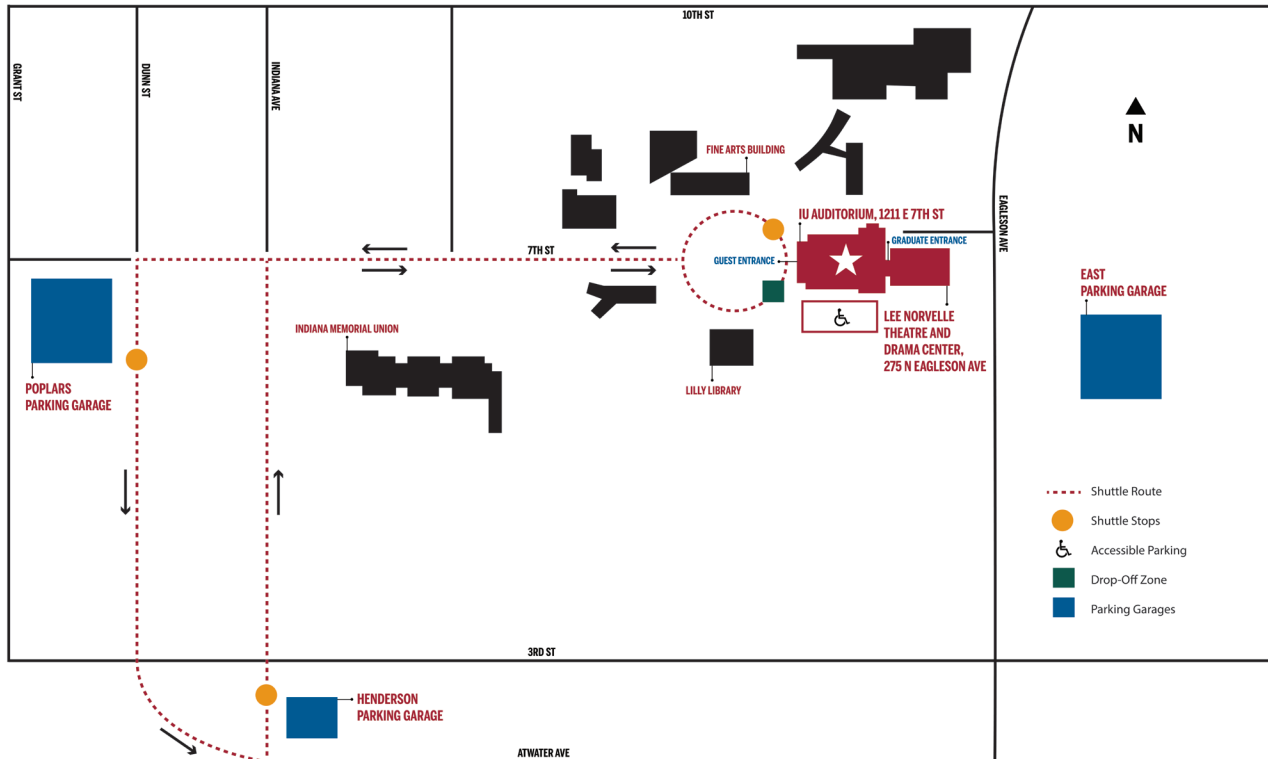 10TH ST
GRANT ST
DUNN ST
INDIANA AVE
N
FINE ARTS BUILDING
IU AUDITORIUM, 1211 E 7TH ST
EAGLESON AVE
7TH ST
GRADUATE ENTRANCE
GUEST ENTRANCE
EAST
PARKING GARAGE
LEE NORVELLE
THEATRE AND
DRAMA CENTER,
275 N EAGLESON AVE
INDIANA MEMORIAL UNION
POPLARS
PARKING GARAGE
LILLY LIBRARY
Shuttle Route
Shuttle Stops
Accessible Parking
Drop-Off Zone
Parking Garages
3RD ST
HENDERSON
PARKING GARAGE
ATWATER AVE